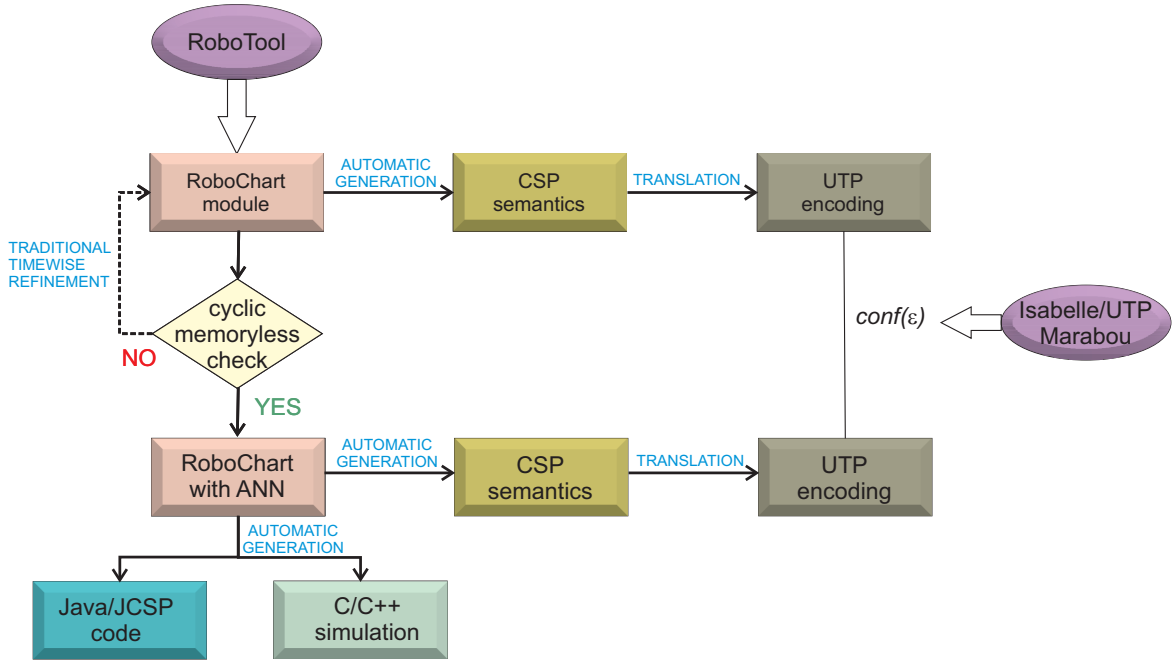 RoboTool
RoboChart
module
AUTOMATIC
GENERATION
CSP
semantics
TRANSLATION
UTP
encoding
TRADITIONAL
TIMEWISE
REFINEMENT
cyclic
memoryless
check
NO
YES
conf(ε)
Isabelle/UTP
Marabou
RoboChart
with ANN
AUTOMATIC
GENERATION
CSP
semantics
TRANSLATION
UTP
encoding
AUTOMATIC
GENERATION
Java/JCSP
code
C/C++
simulation